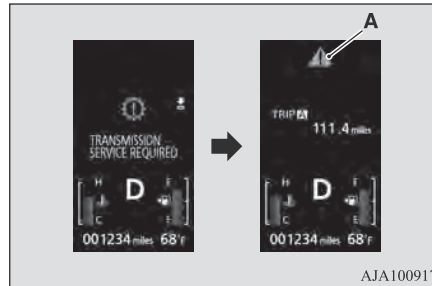 A
TRANSMISSION
SERVICE REQUIRED
H
F
D
C
E
001234 miles 68°F
TRIP A
111.4 miles
H
F
D
C
E
001234 miles 68°F
AJA100917